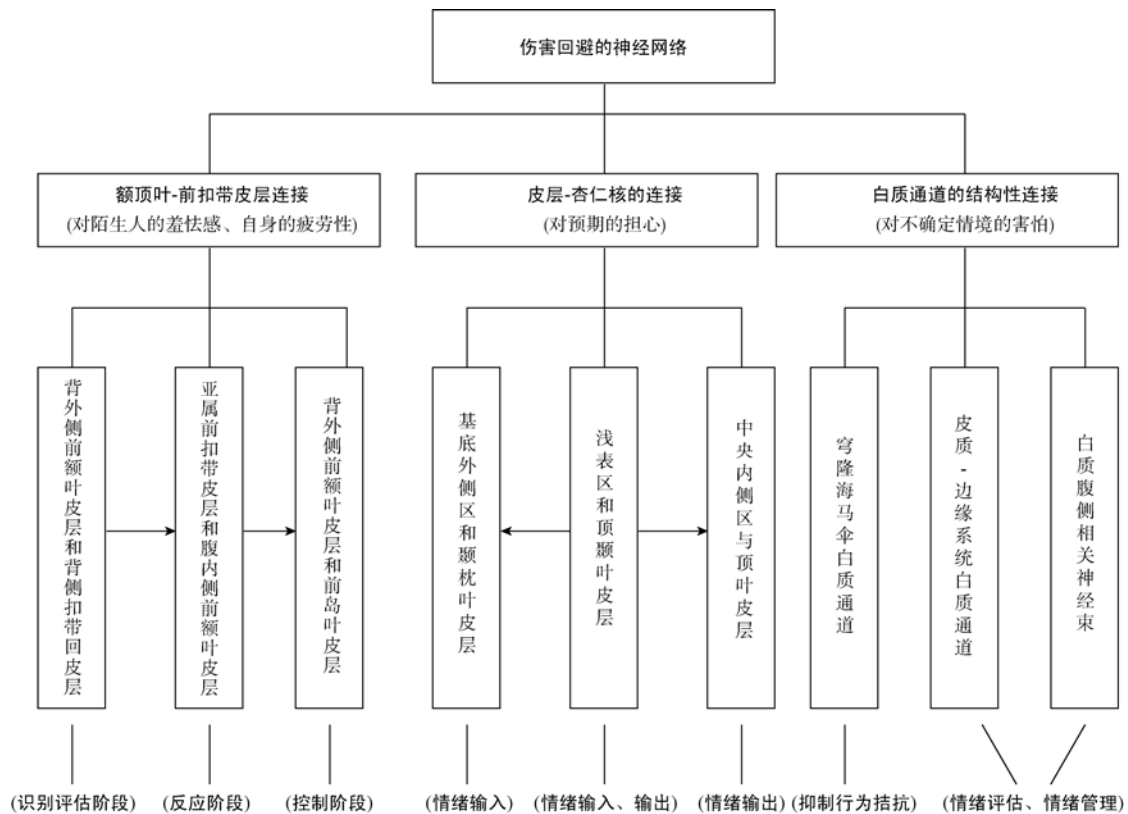 伤害回避的神经网络
额顶叶-前扣带皮层连接
(对陌生人的羞怯感、自身的疲劳性)
皮层-杏仁核的连接
(对预期的担心)
白质通道的结构性连接
(对不确定情境的害怕)
背外侧前额叶皮层和背侧扣带回皮层
亚属前扣带皮层和腹内侧前额叶皮层
背外侧前额叶皮层和前岛叶皮层
基底外侧区和颞枕叶皮层
浅表区和顶颞叶皮层
中央内侧区与顶叶皮层
穹隆海马伞白质通道
皮质-边缘系统白质通道
白质腹侧相关神经束
(识别评估阶段)
(反应阶段)
(控制阶段)
(情绪输入)
(情绪输入、输出)
(情绪输出)
(抑制行为拮抗)
(情绪评估、情绪管理)